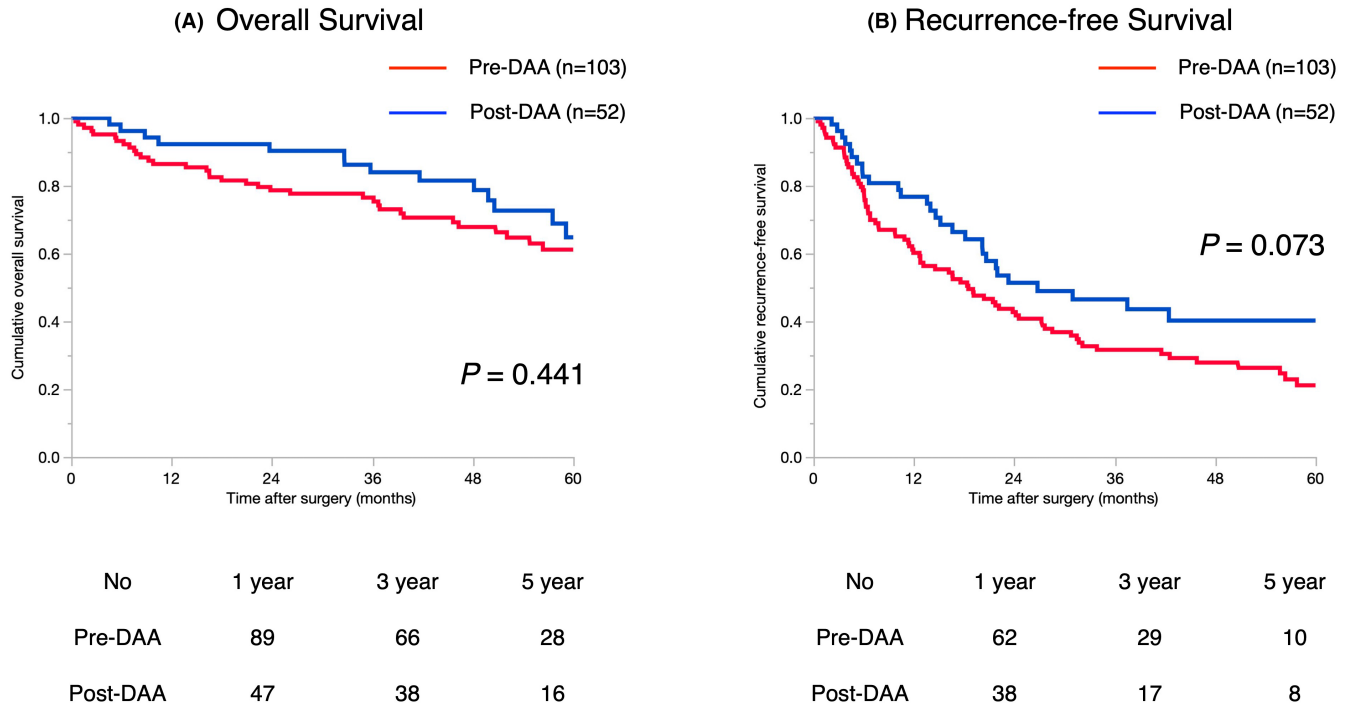 (A) Overall Survival
Pre-DAA (n=103)
Post-DAA (n=52)
Cumulative overall survival
1.0
0.8
0.6
0.4
0.2
0.0
P = 0.441
0 12 24 36 48 60
Time after surgery (months)
No 1 year 3 year 5 year
Pre-DAA 89 66 28
Post-DAA 47 38 16
(B) Recurrence-free Survival
Pre-DAA (n=103)
Post-DAA (n=52)
Cumulative recurrence-free survival
1.0
0.8
0.6
0.4
0.2
0.0
P = 0.073
0 12 24 36 48 60
Time after surgery (months)
No 1 year 3 year 5 year
Pre-DAA 62 29 10
Post-DAA 38 17 8